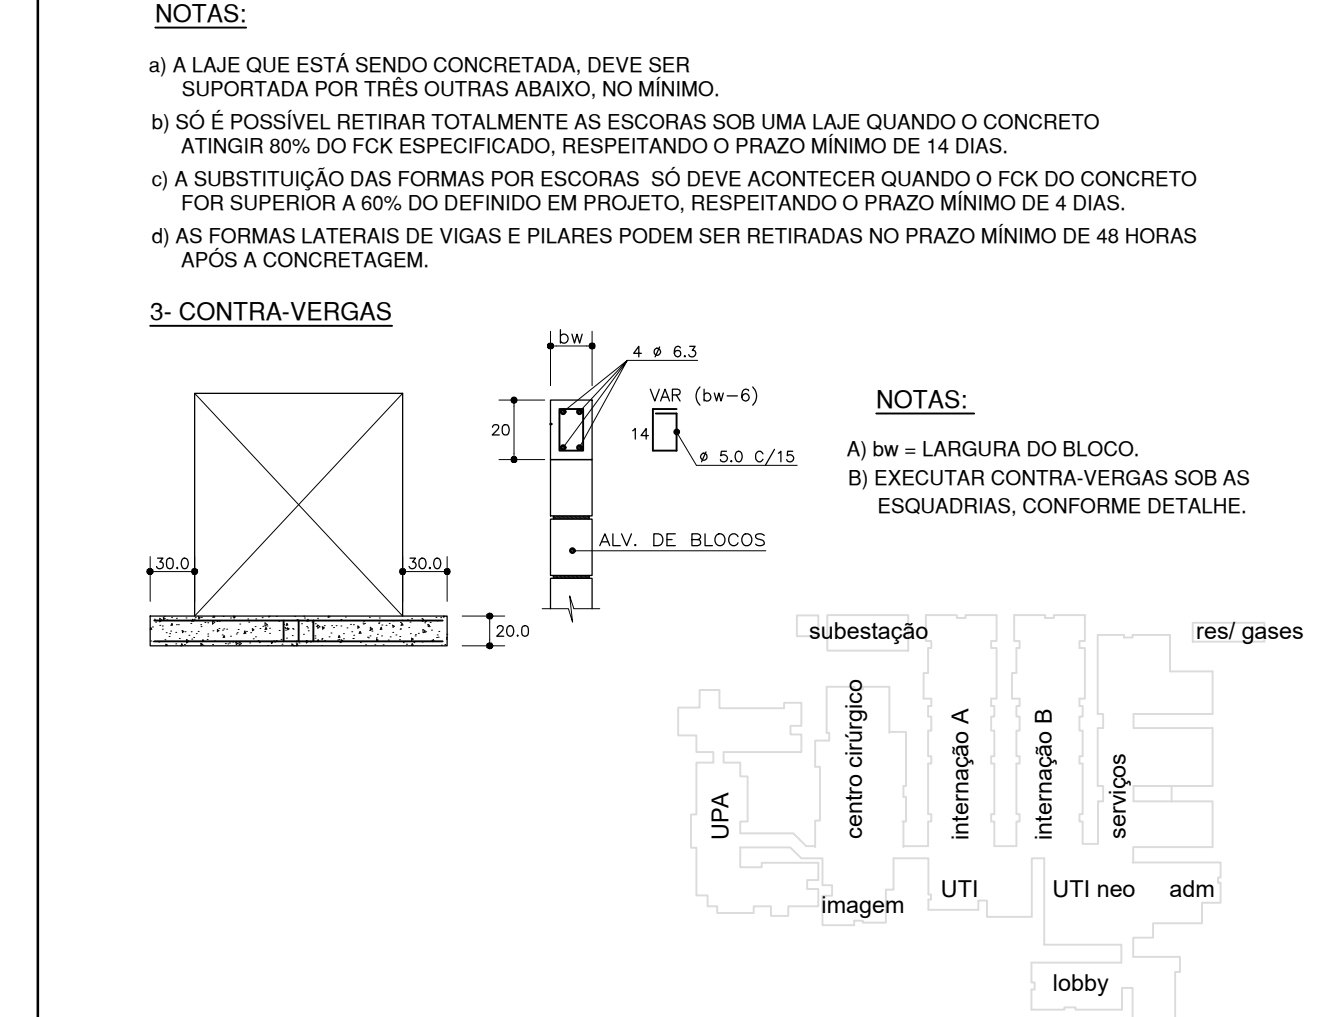 NOTAS:
a) A LAJE QUE ESTÁ SENDO CONCRETADA, DEVE SER
SUPORTADA POR TRÊS OUTRAS ABAIXO, NO MÍNIMO.
b) SÓ É POSSÍVEL RETIRAR TOTALMENTE AS ESCORAS SOB UMA LAJE QUANDO O CONCRETO
ATINGIR 80% DO FCK ESPECIFICADO, RESPEITANDO O PRAZO MÍNIMO DE 14 DIAS.
c) A SUBSTITUIÇÃO DAS FORMAS POR ESCORAS SÓ DEVE ACONTECER QUANDO O FCK DO CONCRETO
FOR SUPERIOR A 60% DO DEFINIDO EM PROJETO, RESPEITANDO O PRAZO MÍNIMO DE 4 DIAS.
d) AS FORMAS LATERAIS DE VIGAS E PILARES PODEM SER RETIRADAS NO PRAZO MÍNIMO DE 48 HORAS
APÓS A CONCRETAGEM.
3- CONTRA-VERGAS
30.0
30.0
20.0
bw
4 ø 6.3
20
VAR (bw-6)
14
ø 5.0 C/15
ALV. DE BLOCOS
NOTAS:
A) bw = LARGURA DO BLOCO.
B) EXECUTAR CONTRA-VERGAS SOB AS
ESQUADRIAS, CONFORME DETALHE.
subestação
res/ gases
UPA
centro cirúrgico
internação A
internação B
serviços
imagem
UTI
UTI neo
adm
lobby